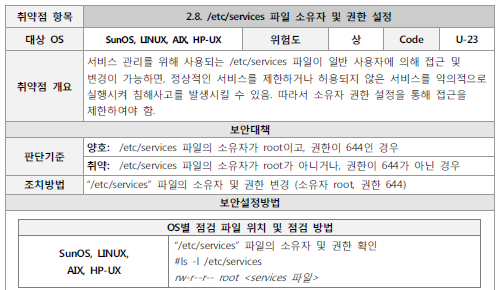 취약점 항목 2.8. /etc/services 파일 소유자 및 권한 설정
대상 OS SunOS, LINUX, AIX, HP-UX 위험도 상 Code U-23
취약점 개요
서비스 관리를 위해 사용되는 /etc/services 파일이 일반 사용자에 의해 접근 및
변경이 가능하면, 정상적인 서비스를 제한하거나 허용되지 않은 서비스를 악의적으로
실행시켜 침해사고를 발생시킬 수 있음. 따라서 소유자 권한 설정을 통해 접근을
제한하여야 함.
보안대책
판단기준
양호: /etc/services 파일의 소유자가 root이고, 권한이 644인 경우
취약: /etc/services 파일의 소유자가 root가 아니거나, 권한이 644가 아닌 경우
조치방법 "/etc/services" 파일의 소유자 및 권한 변경 (소유자 root, 권한 644)
보안설정방법
OS별 점검 파일 위치 및 점검 방법
SunOS, LINUX,
AIX, HP-UX
"/etc/services" 파일의 소유자 및 권한 확인
#ls -l /etc/services
rw-r--r-- root <services 파일>